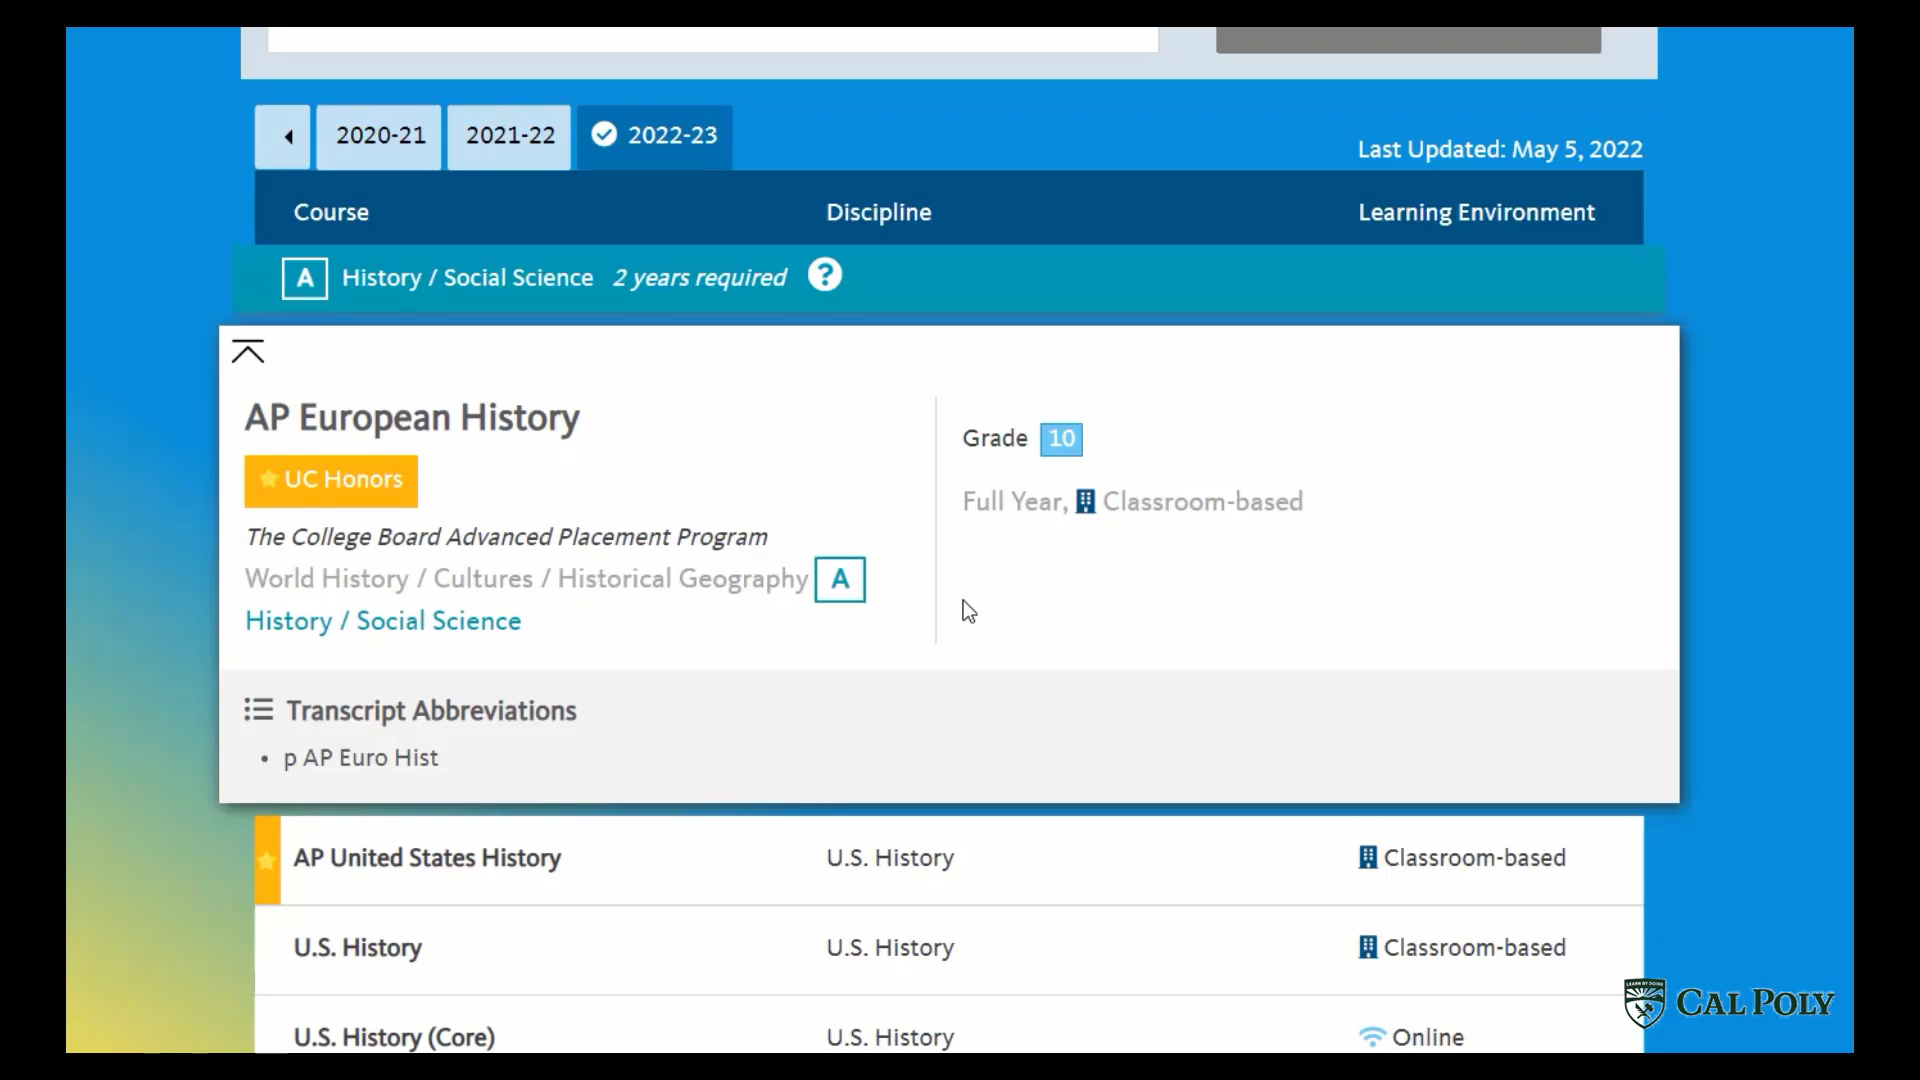 2020-21 2021-22 2022-23
Last Updated: May 5, 2022
Course Discipline Learning Environment
A History / Social Science 2 years required ?
AP European History
UC Honors
The College Board Advanced Placement Program
World History / Cultures / Historical Geography A
History / Social Science
Grade 10
Full Year, Classroom-based
Transcript Abbreviations
• p AP Euro Hist
AP United States History U.S. History Classroom-based
U.S. History U.S. History Classroom-based
U.S. History (Core) U.S. History Online
LEARN BY DOING
CAL POLY